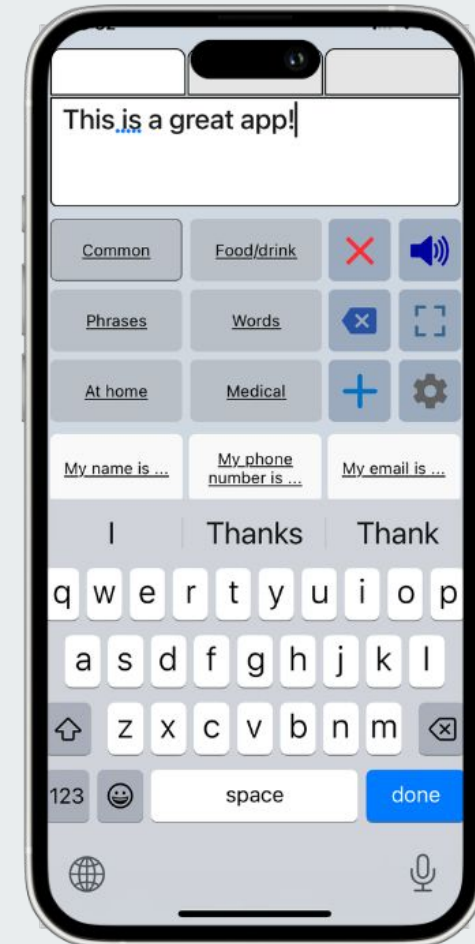 This is a great app!
Common
Food/drink
Phrases
Words
At home
Medical
My name is ...
My phone
number is ...
My email is ...
I
Thanks
Thank
q w e r t y u i o p
a s d f g h j k l
z x c v b n m
123
space
done